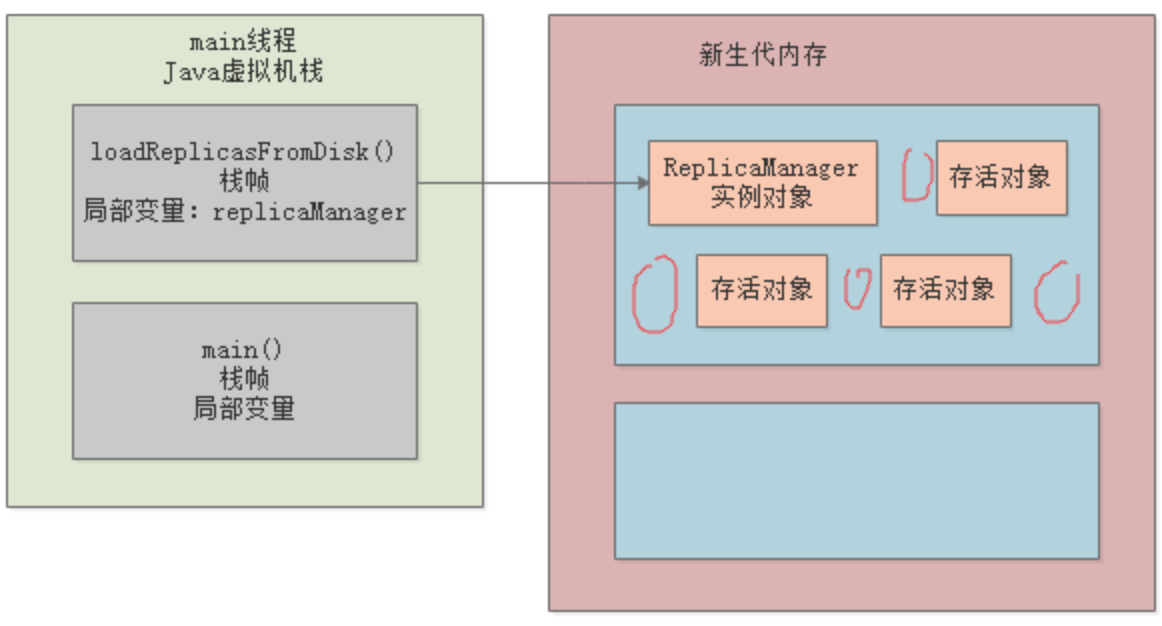 main线程
Java虚拟机栈
loadReplicasFromDisk()
栈帧
局部变量：replicaManager
main()
栈帧
局部变量
新生代内存
ReplicaManager
实例对象
存活对象
存活对象
存活对象